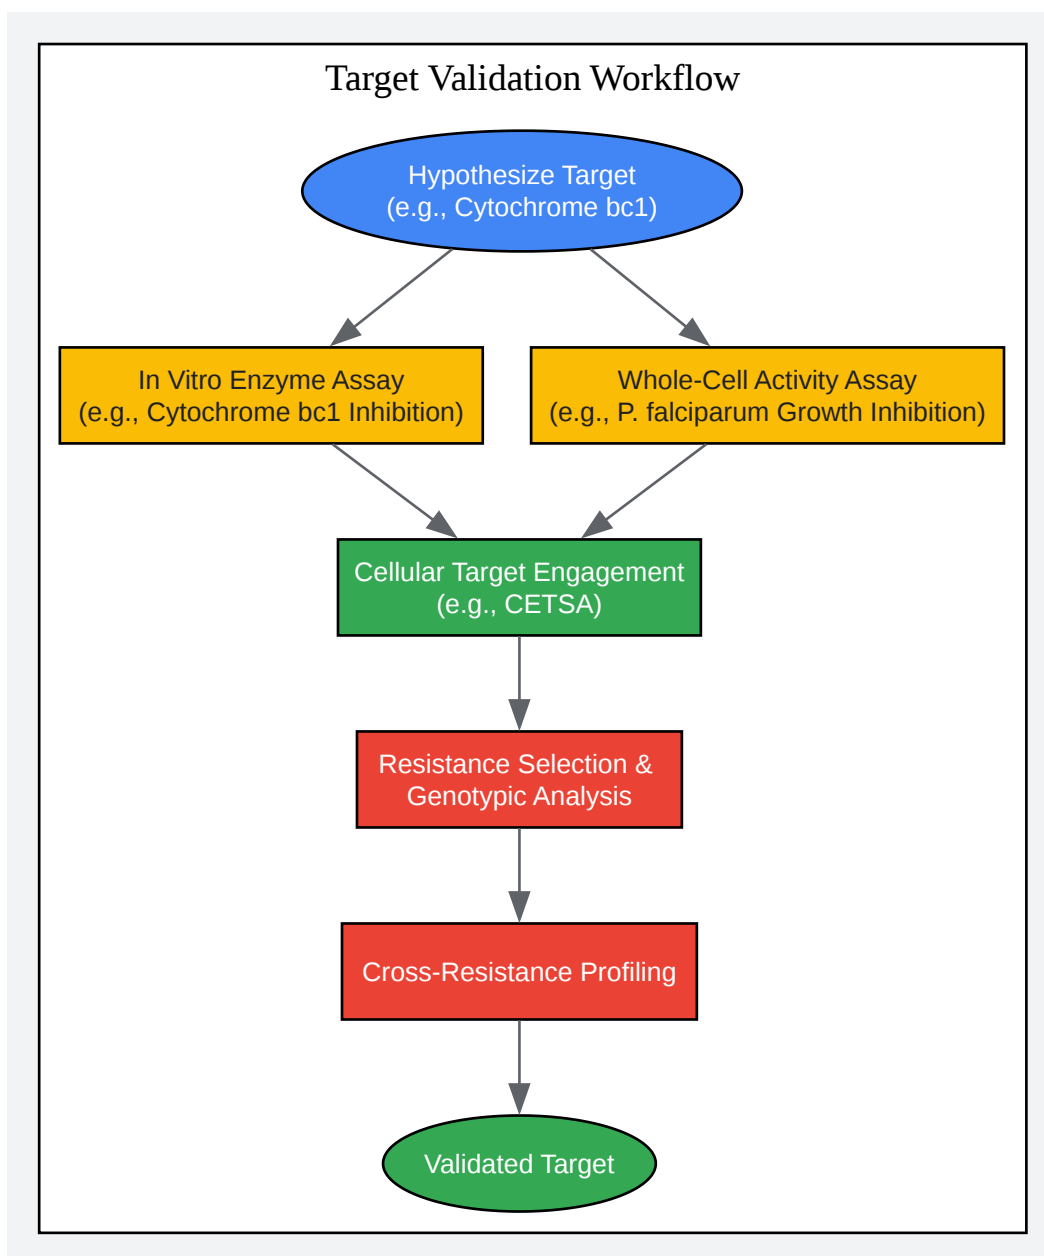 Target Validation Workflow
Hypothesize Target
(e.g., Cytochrome bc1)
In Vitro Enzyme Assay
(e.g., Cytochrome bc1 Inhibition)
Whole-Cell Activity Assay
(e.g., P. falciparum Growth Inhibition)
Cellular Target Engagement
(e.g., CETSA)
Resistance Selection &
Genotypic Analysis
Cross-Resistance Profiling
Validated Target